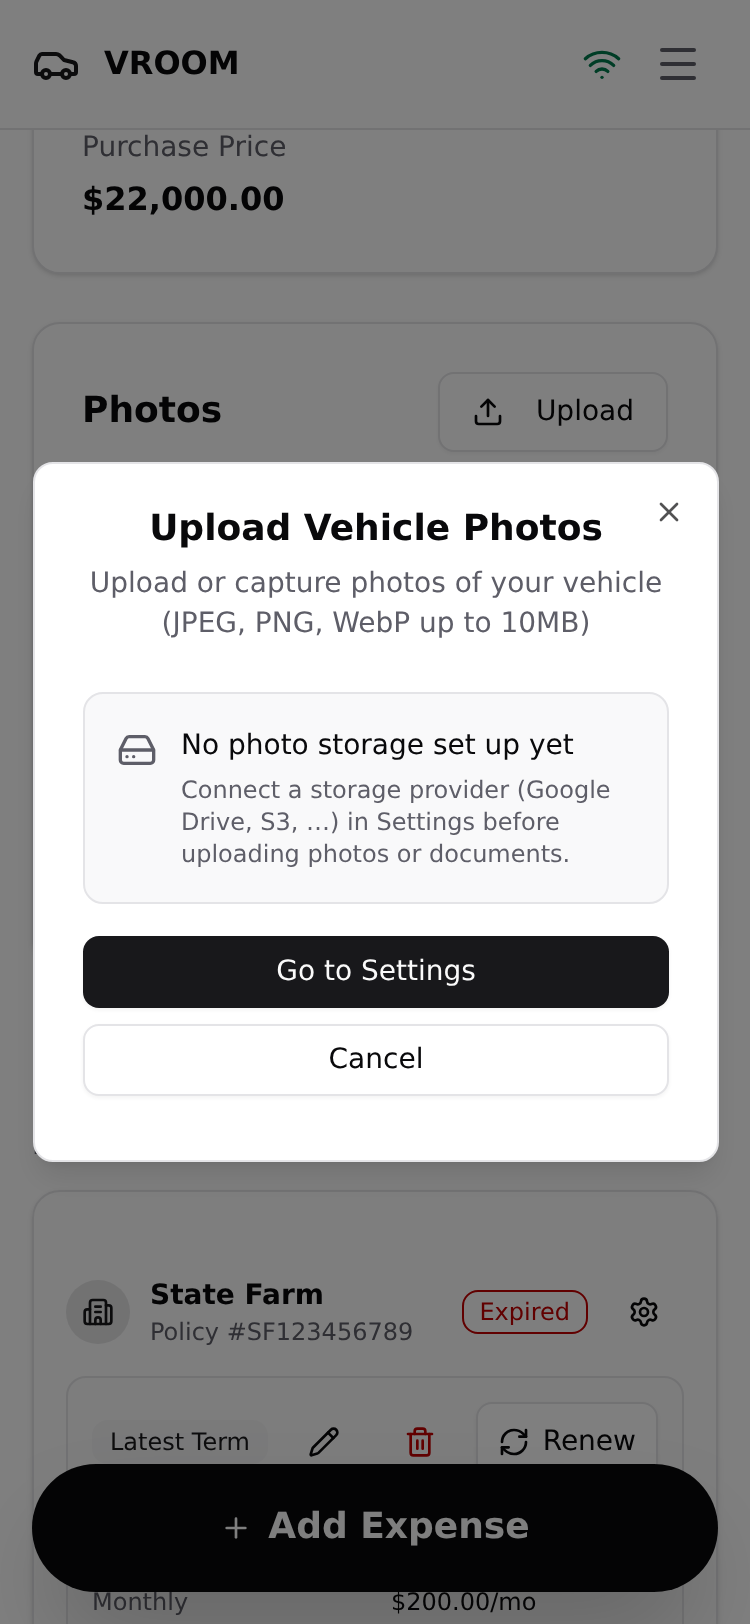 VROOM
Purchase Price
$22,000.00
Photos
Upload
Upload Vehicle Photos
Upload or capture photos of your vehicle
(JPEG, PNG, WebP up to 10MB)
No photo storage set up yet
Connect a storage provider (Google
Drive, S3, ...) in Settings before
uploading photos or documents.
Go to Settings
Cancel
State Farm
Policy #SF123456789
Expired
Latest Term
Renew
+ Add Expense
Monthly
$200.00/mo